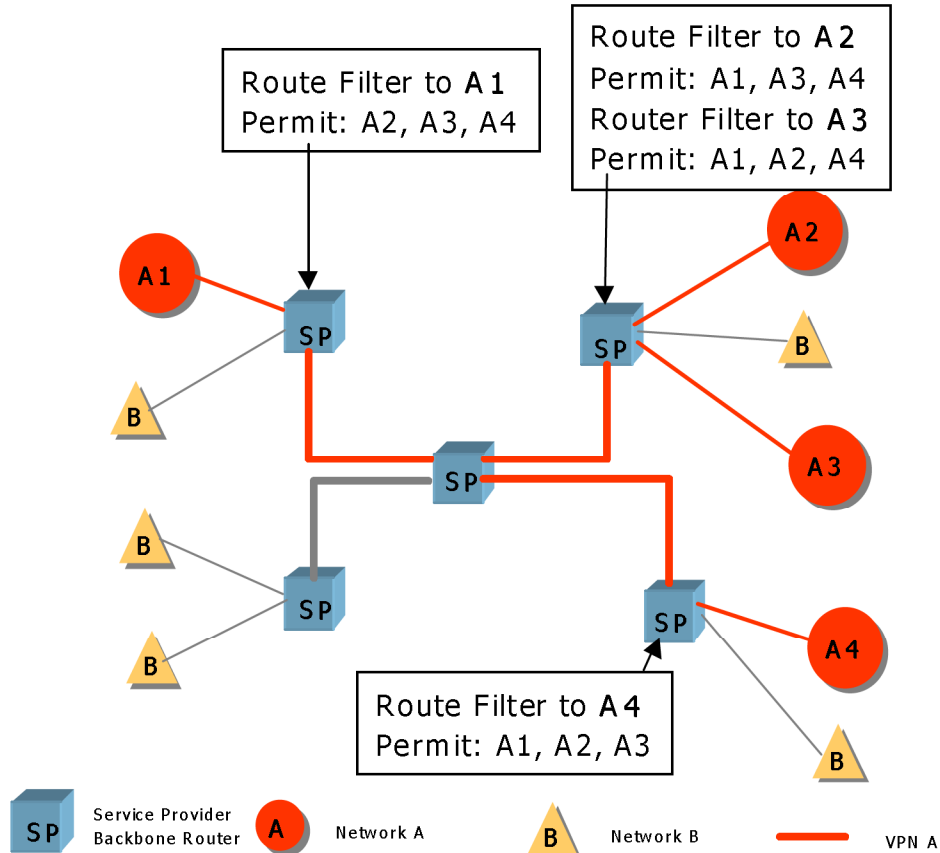 Route Filter to A1
Permit: A2, A3, A4
Route Filter to A2
Permit: A1, A3, A4
Router Filter to A3
Permit: A1, A2, A4
A1
SP
B
SP
A2
B
A3
SP
B
B
SP
SP
A4
B
Route Filter to A4
Permit: A1, A2, A3
SP
Service Provider
Backbone Router
A
Network A
B
Network B
VPN A